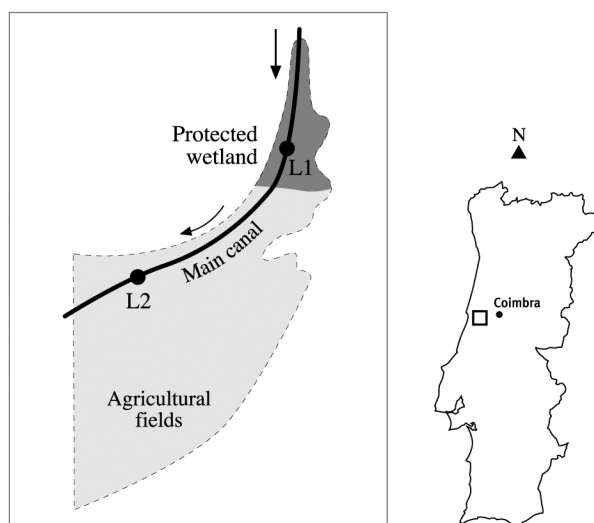 Protected
wetland
L1
Main canal
L2
Agricultural
fields
N
Coimbra